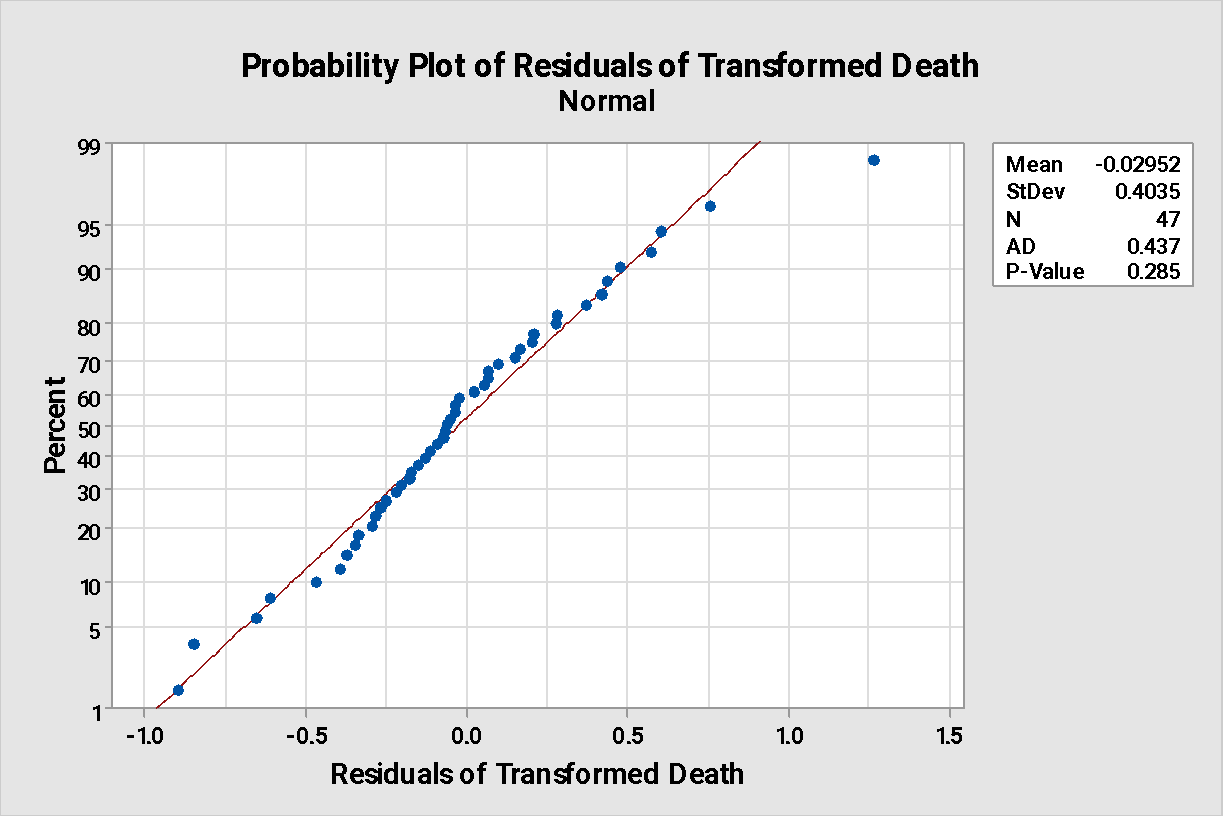 Probability Plot of Residuals of Transformed Death
Normal
99
95
90
80
70
60
50
40
30
20
10
5
1
Percent
-1.0 -0.5 0.0 0.5 1.0 1.5
Residuals of Transformed Death
Mean -0.02952
StDev 0.4035
N 47
AD 0.437
P-Value 0.285